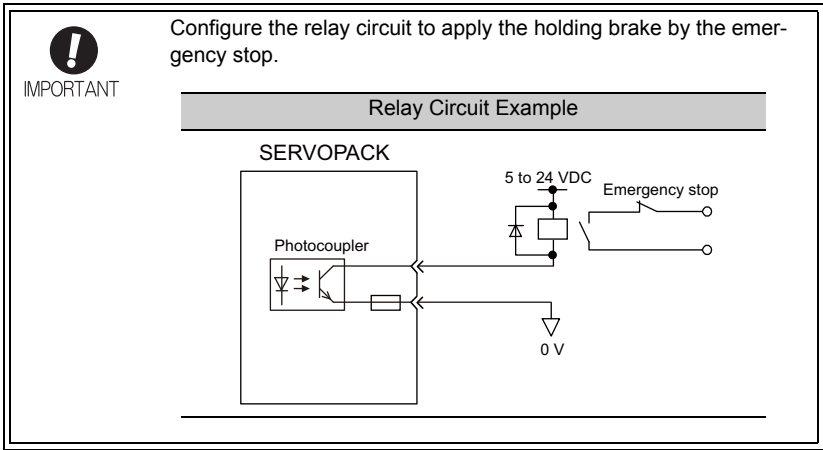 Configure the relay circuit to apply the holding brake by the emer-
gency stop.
IMPORTANT
Relay Circuit Example
SERVOPACK
5 to 24 VDC
Emergency stop
Photocoupler
0 V